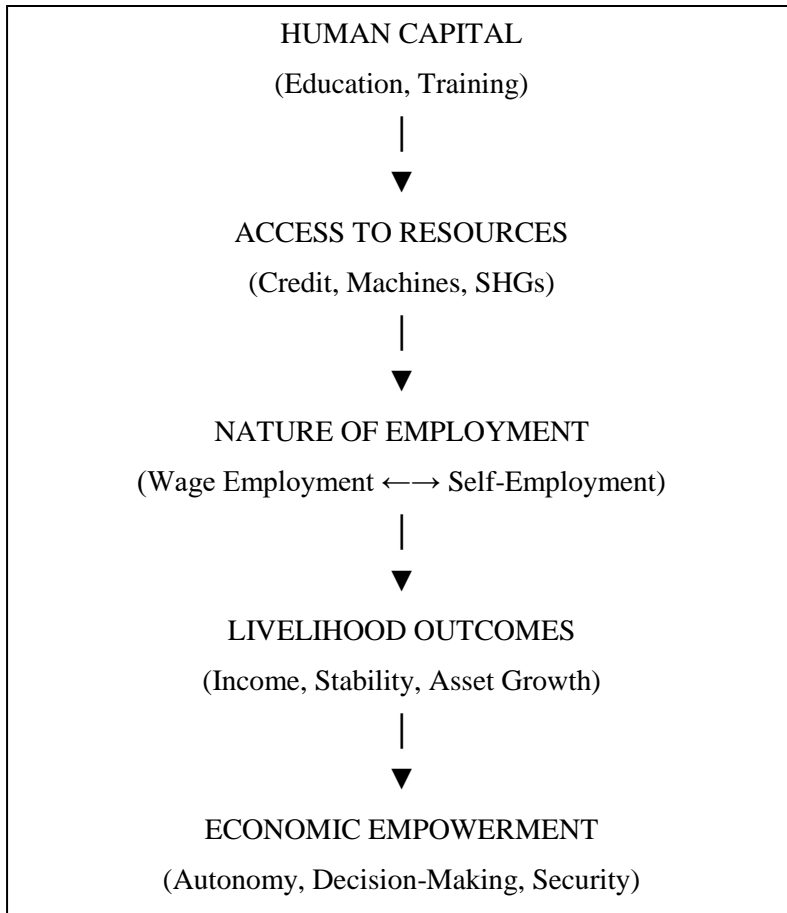 HUMAN CAPITAL
(Education, Training)
ACCESS TO RESOURCES
(Credit, Machines, SHGs)
NATURE OF EMPLOYMENT
(Wage Employment ←→ Self-Employment)
LIVELIHOOD OUTCOMES
(Income, Stability, Asset Growth)
ECONOMIC EMPOWERMENT
(Autonomy, Decision-Making, Security)